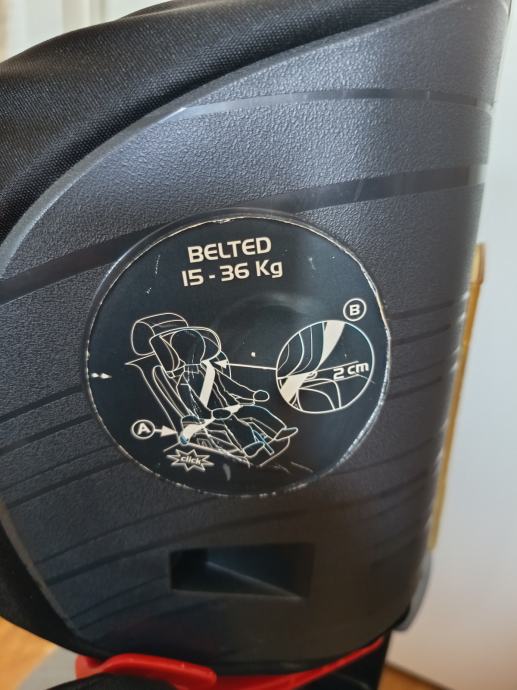 BELTED
15-36 Kg
B
2 cm
A
click